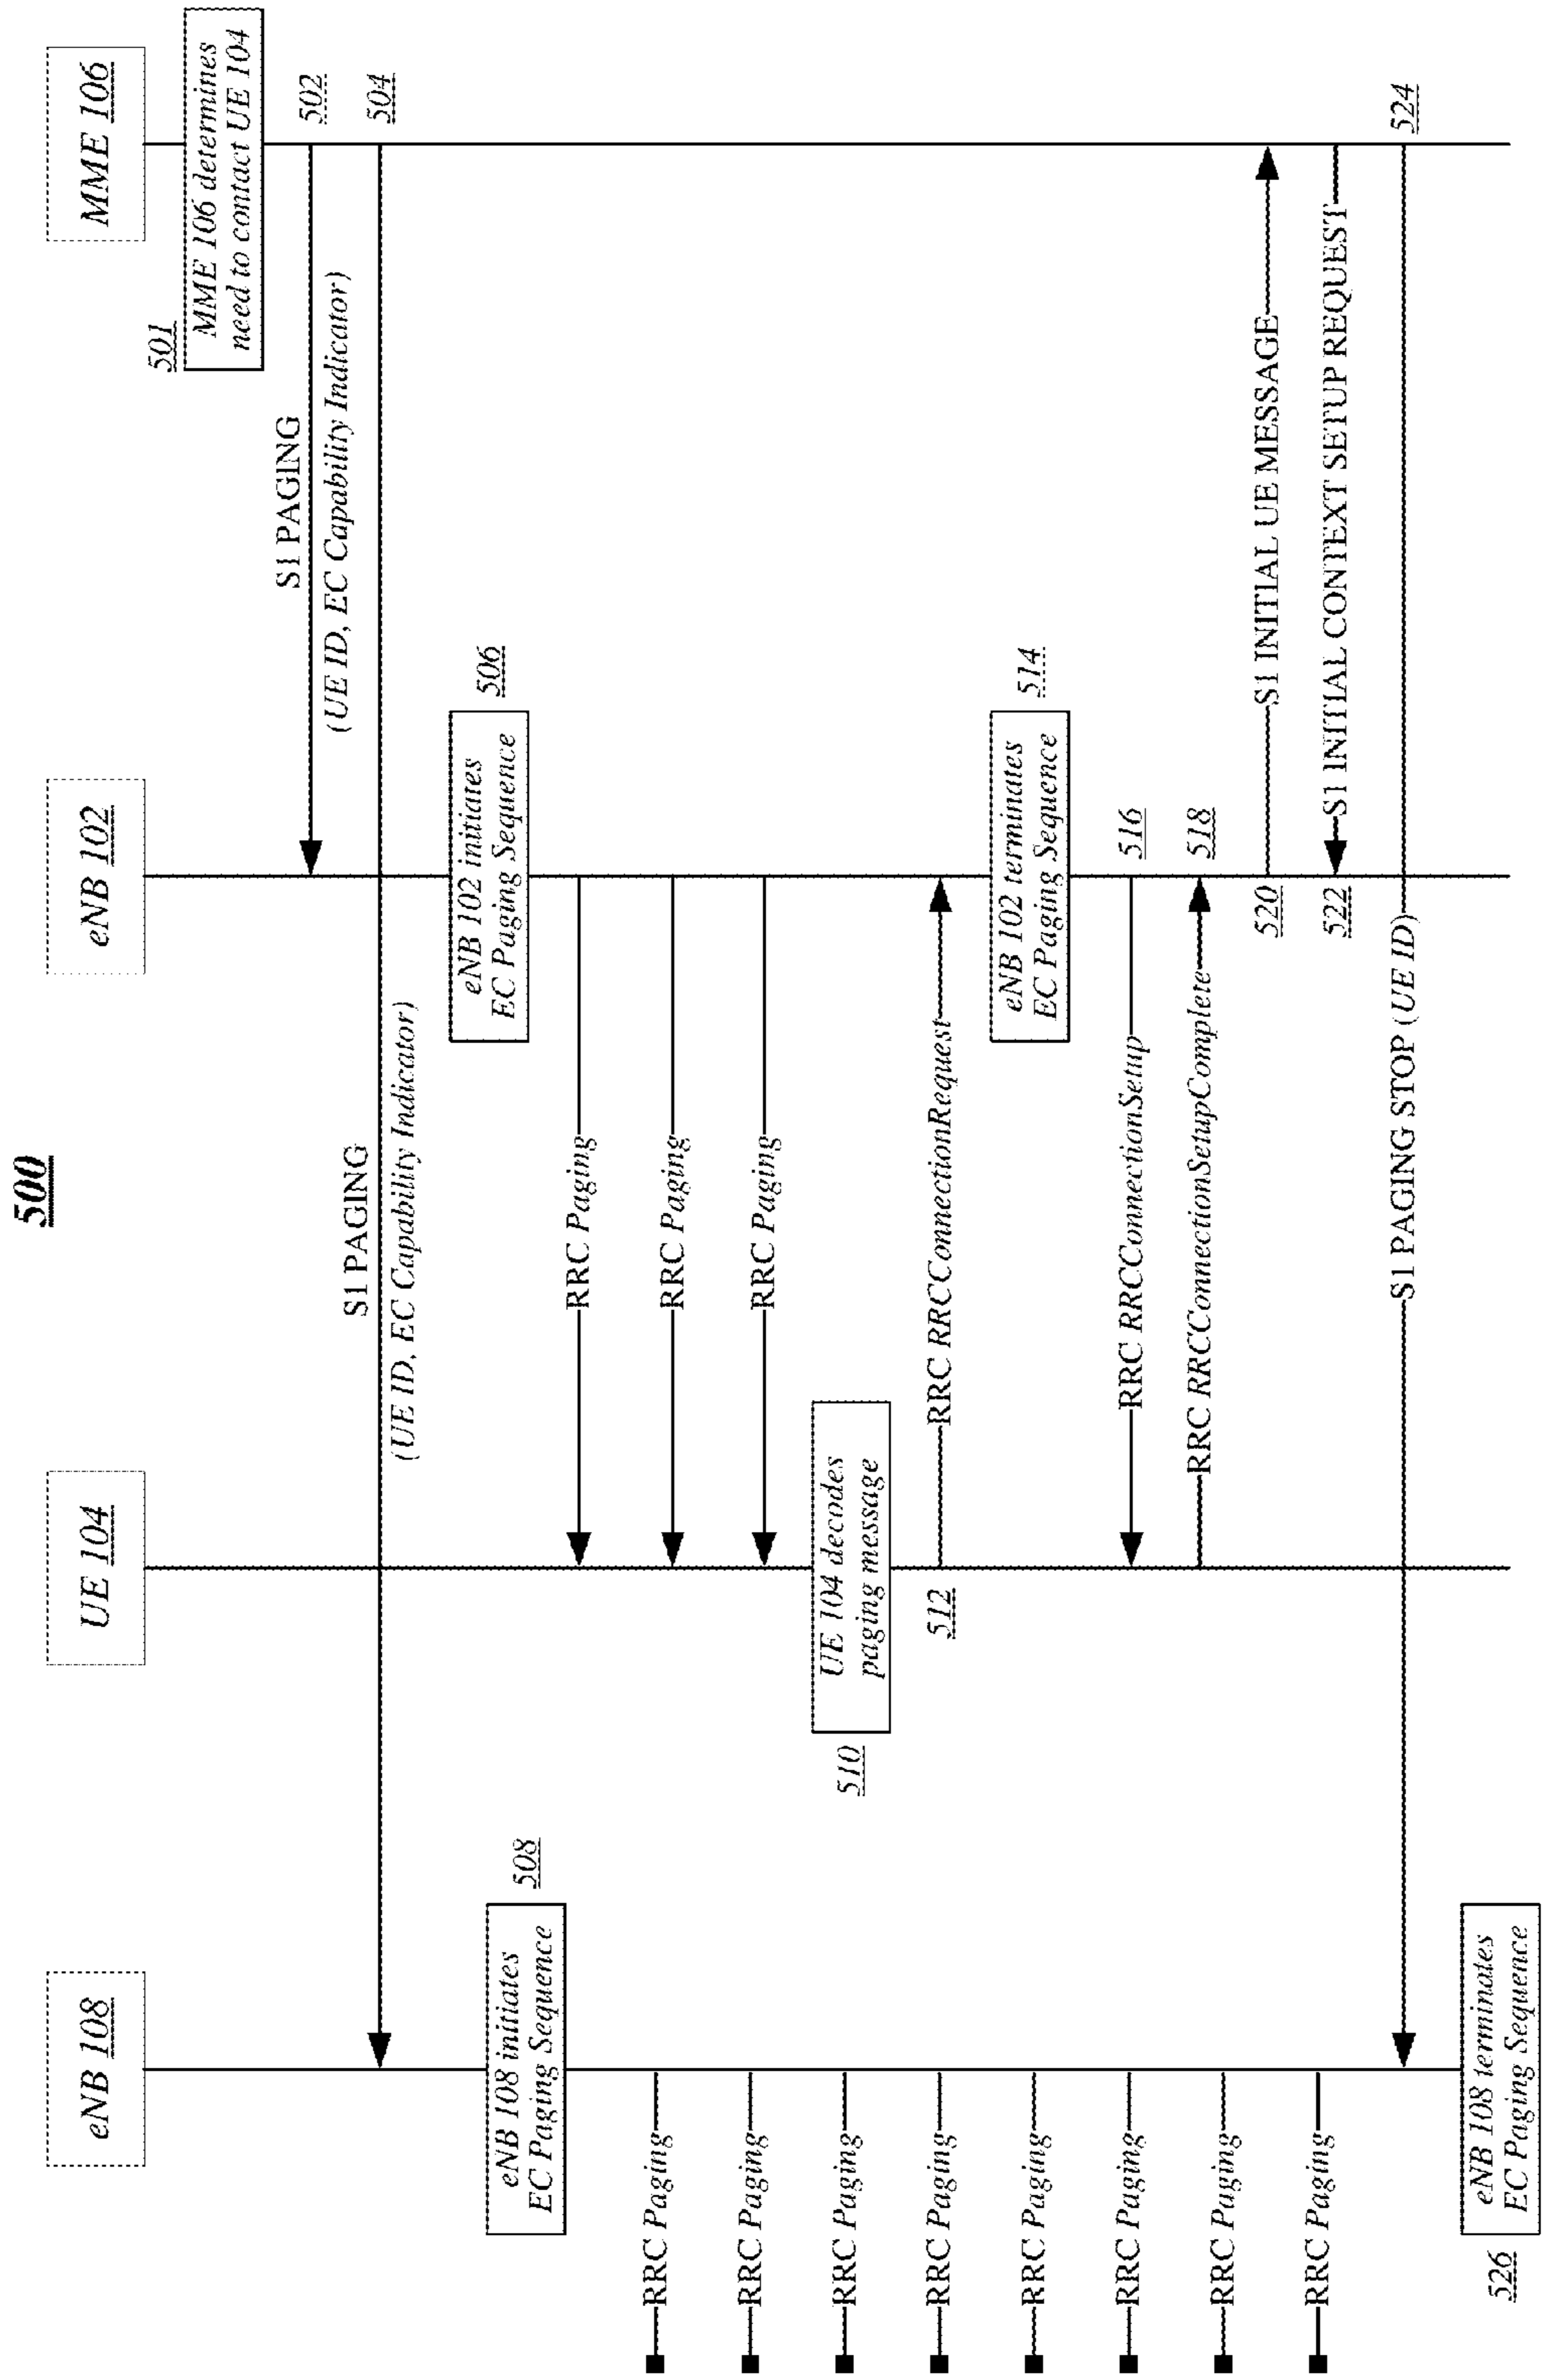 500
eNB 108
UE 104
eNB 102
MME 106
501
MME 106 determines
need to contact UE 104
S1 PAGING
502
(UE ID, EC Capability Indicator)
S1 PAGING
504
(UE ID, EC Capability Indicator)
eNB 102 initiates
EC Paging Sequence
506
eNB 108 initiates
EC Paging Sequence
508
RRC Paging
RRC Paging
RRC Paging
RRC Paging
RRC Paging
RRC Paging
RRC Paging
RRC Paging
RRC Paging
RRC Paging
RRC Paging
510
UE 104 decodes
paging message
512
RRC RRCConnectionRequest
eNB 102 terminates
EC Paging Sequence
514
RRC RRCConnectionSetup
516
RRC RRCConnectionSetupComplete
518
520
S1 INITIAL UE MESSAGE
522
S1 INITIAL CONTEXT SETUP REQUEST
S1 PAGING STOP (UE ID)
524
526
eNB 108 terminates
EC Paging Sequence